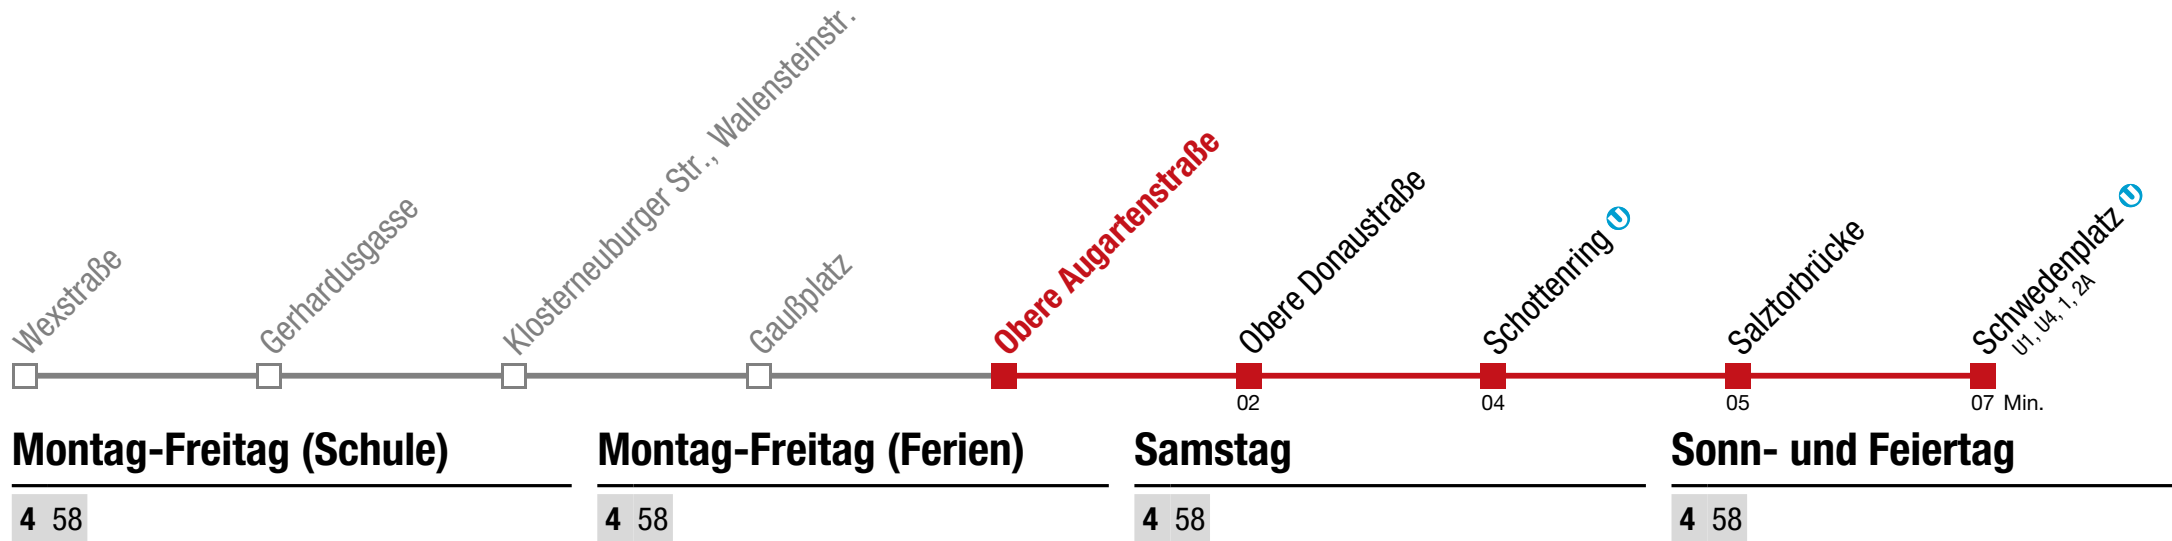 Wexstraße
Gerhardusgasse
Klosterneuburger Str., Wallensteinstr.
Gaußplatz
Obere Augartenstraße
Obere Donaustraße
Schottenring U
Salztorbrücke
Schwedenplatz U
U1, U4, 1, 2A
02 04 05 07 Min.
Montag-Freitag (Schule) Montag-Freitag (Ferien) Samstag Sonn- und Feiertag
4 58 4 58 4 58 4 58